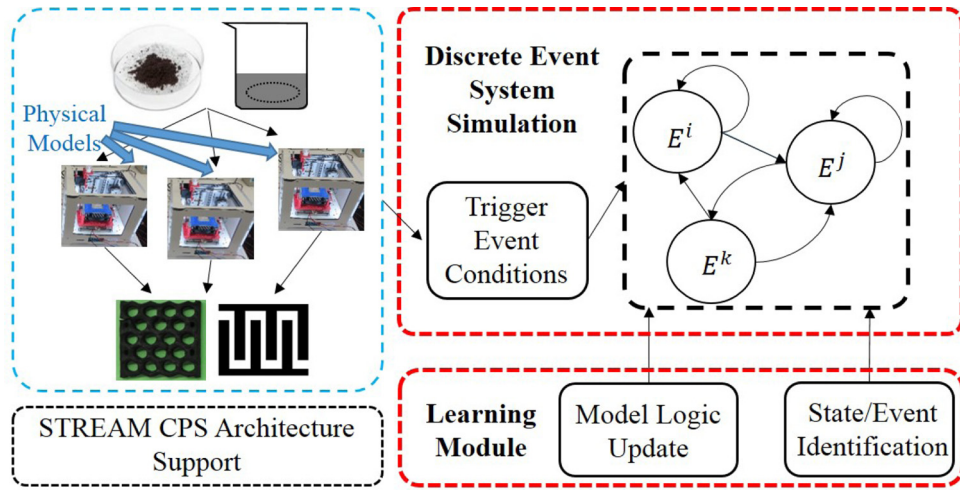 Physical
Models
STREAM CPS Architecture
Support
Discrete Event
System
Simulation
Trigger
Event
Conditions
E^i
E^j
E^k
Learning
Module
Model Logic
Update
State/Event
Identification